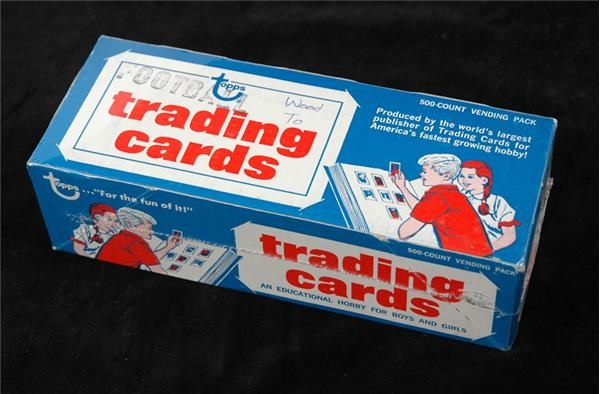 FOOTBALL
topps
trading
cards
Wood
To
500-COUNT VENDING PACK
Produced by the world's largest
publisher of Trading Cards for
America's fastest growing hobby!
topps ..."For the fun of it!"
trading
cards
AN EDUCATIONAL HOBBY FOR BOYS AND GIRLS
500-COUNT VENDING PACK